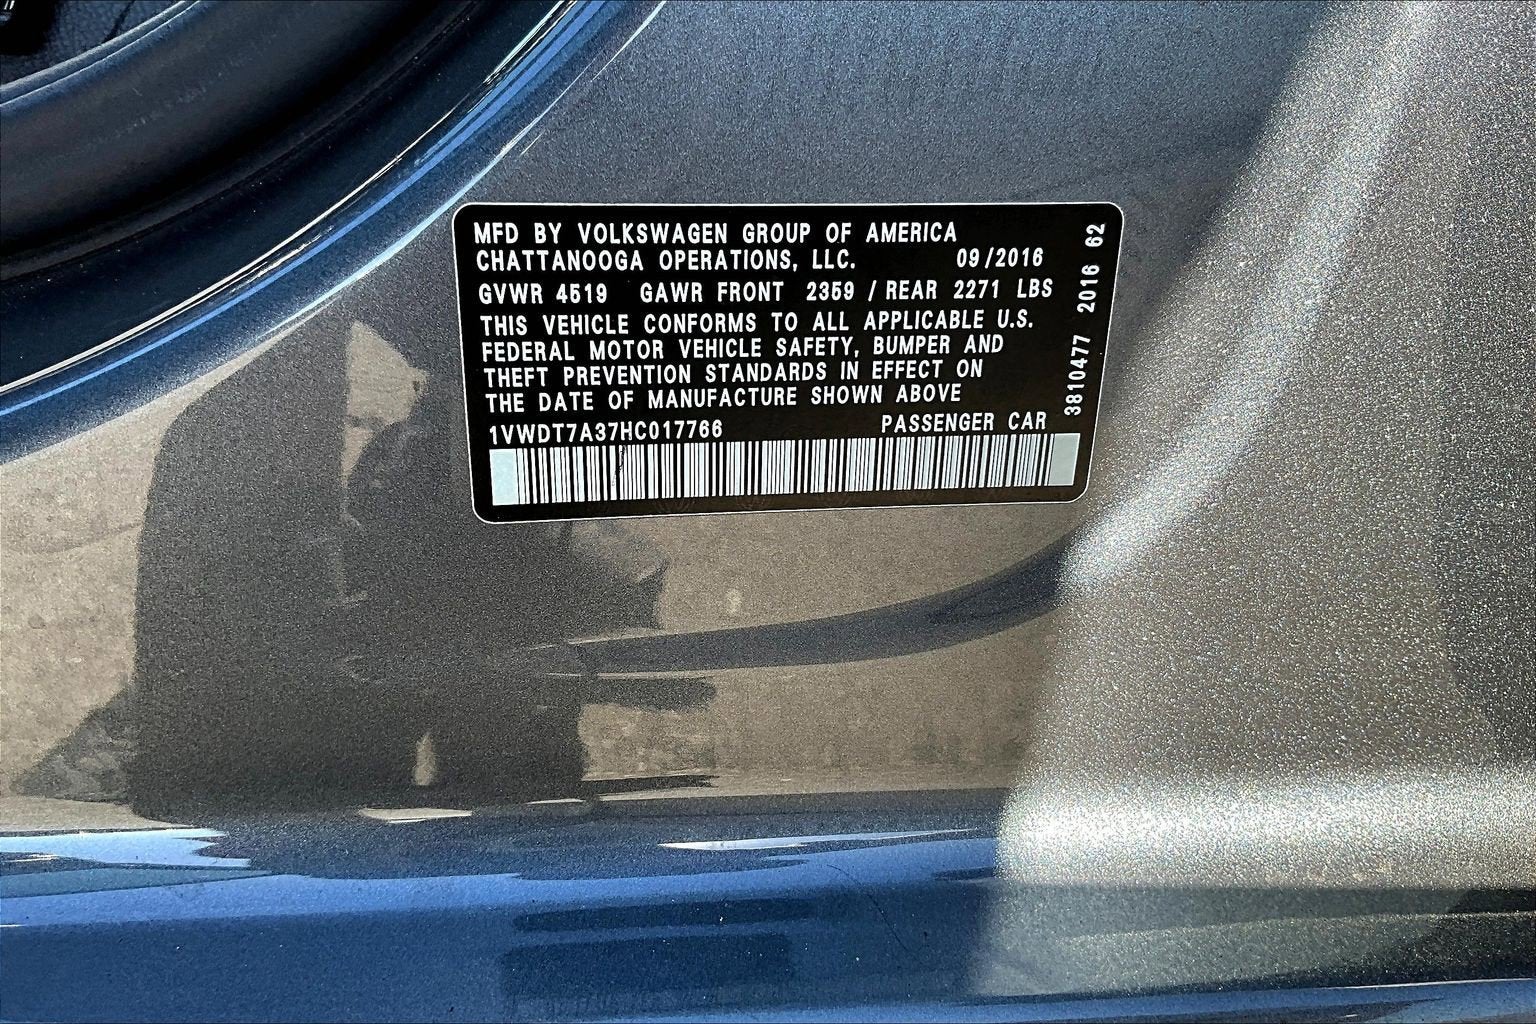 MFD BY VOLKSWAGEN GROUP OF AMERICA
CHATTANOOGA OPERATIONS, LLC. 09/2016
GVWR 4519 GAWR FRONT 2359 / REAR 2271 LBS
THIS VEHICLE CONFORMS TO ALL APPLICABLE U.S.
FEDERAL MOTOR VEHICLE SAFETY, BUMPER AND
THEFT PREVENTION STANDARDS IN EFFECT ON
THE DATE OF MANUFACTURE SHOWN ABOVE
1VWDT7A37HC017766 PASSENGER CAR
3810477 2016 62